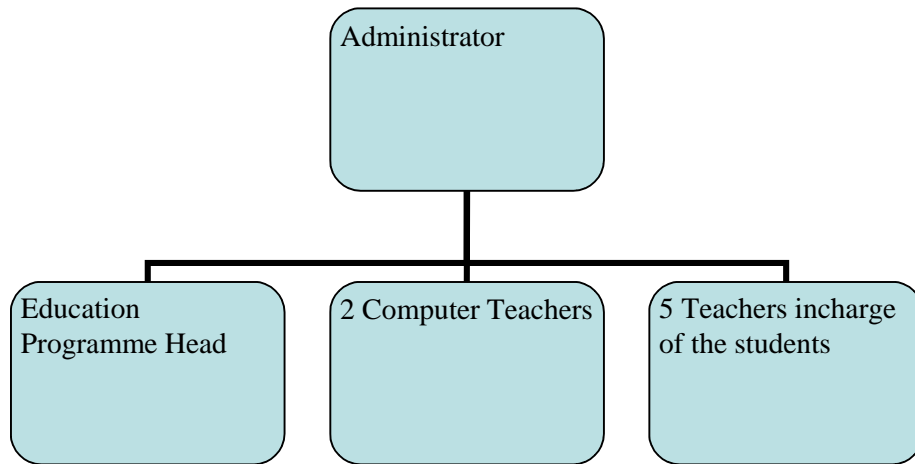 Administrator
Education
Programme Head
2 Computer Teachers
5 Teachers incharge
of the students